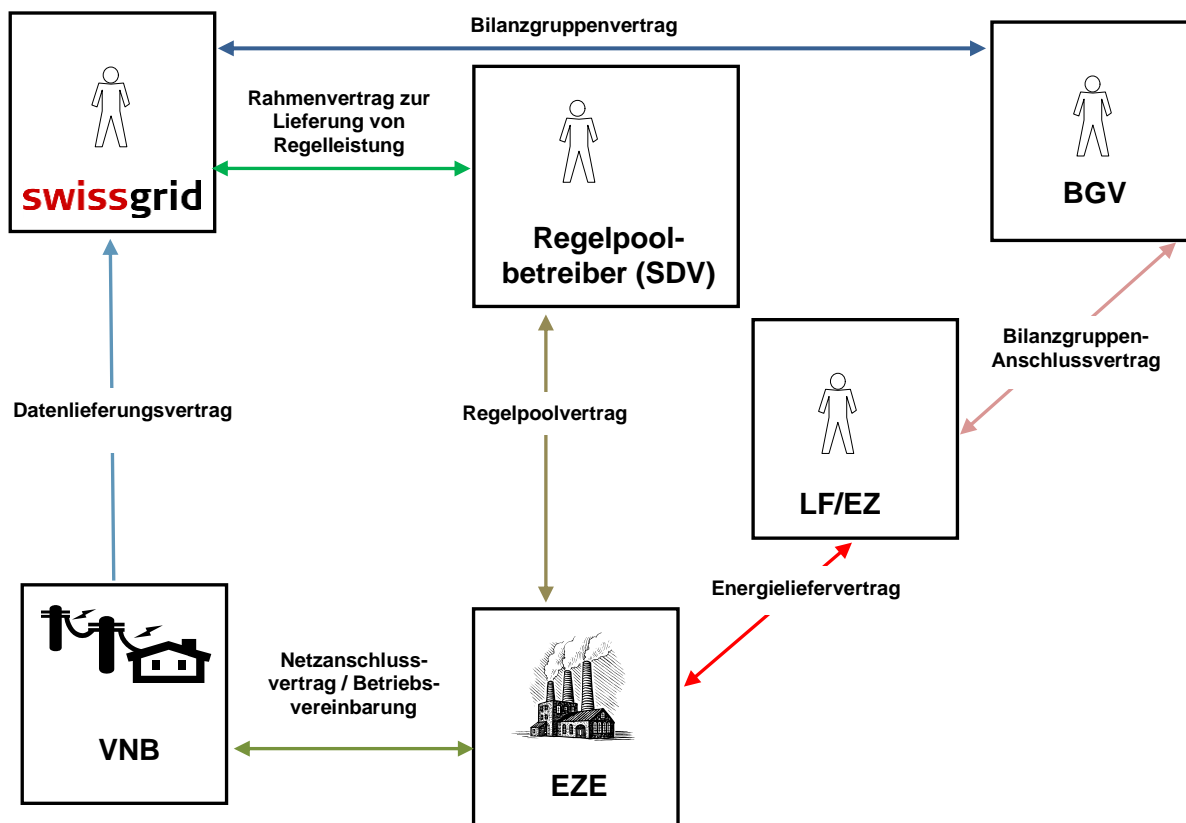 Bilanzgruppenvertrag
Rahmenvertrag zur
Lieferung von
Regelleistung
swissgrid
Regelpool-
betreiber (SDV)
BGV
Bilanzgruppen-
Anschlussvertrag
Datenlieferungsvertrag
Regelpoolvertrag
LF/EZ
Energieliefervertrag
Netzanschluss-
vertrag / Betriebs-
vereinbarung
VNB
EZE